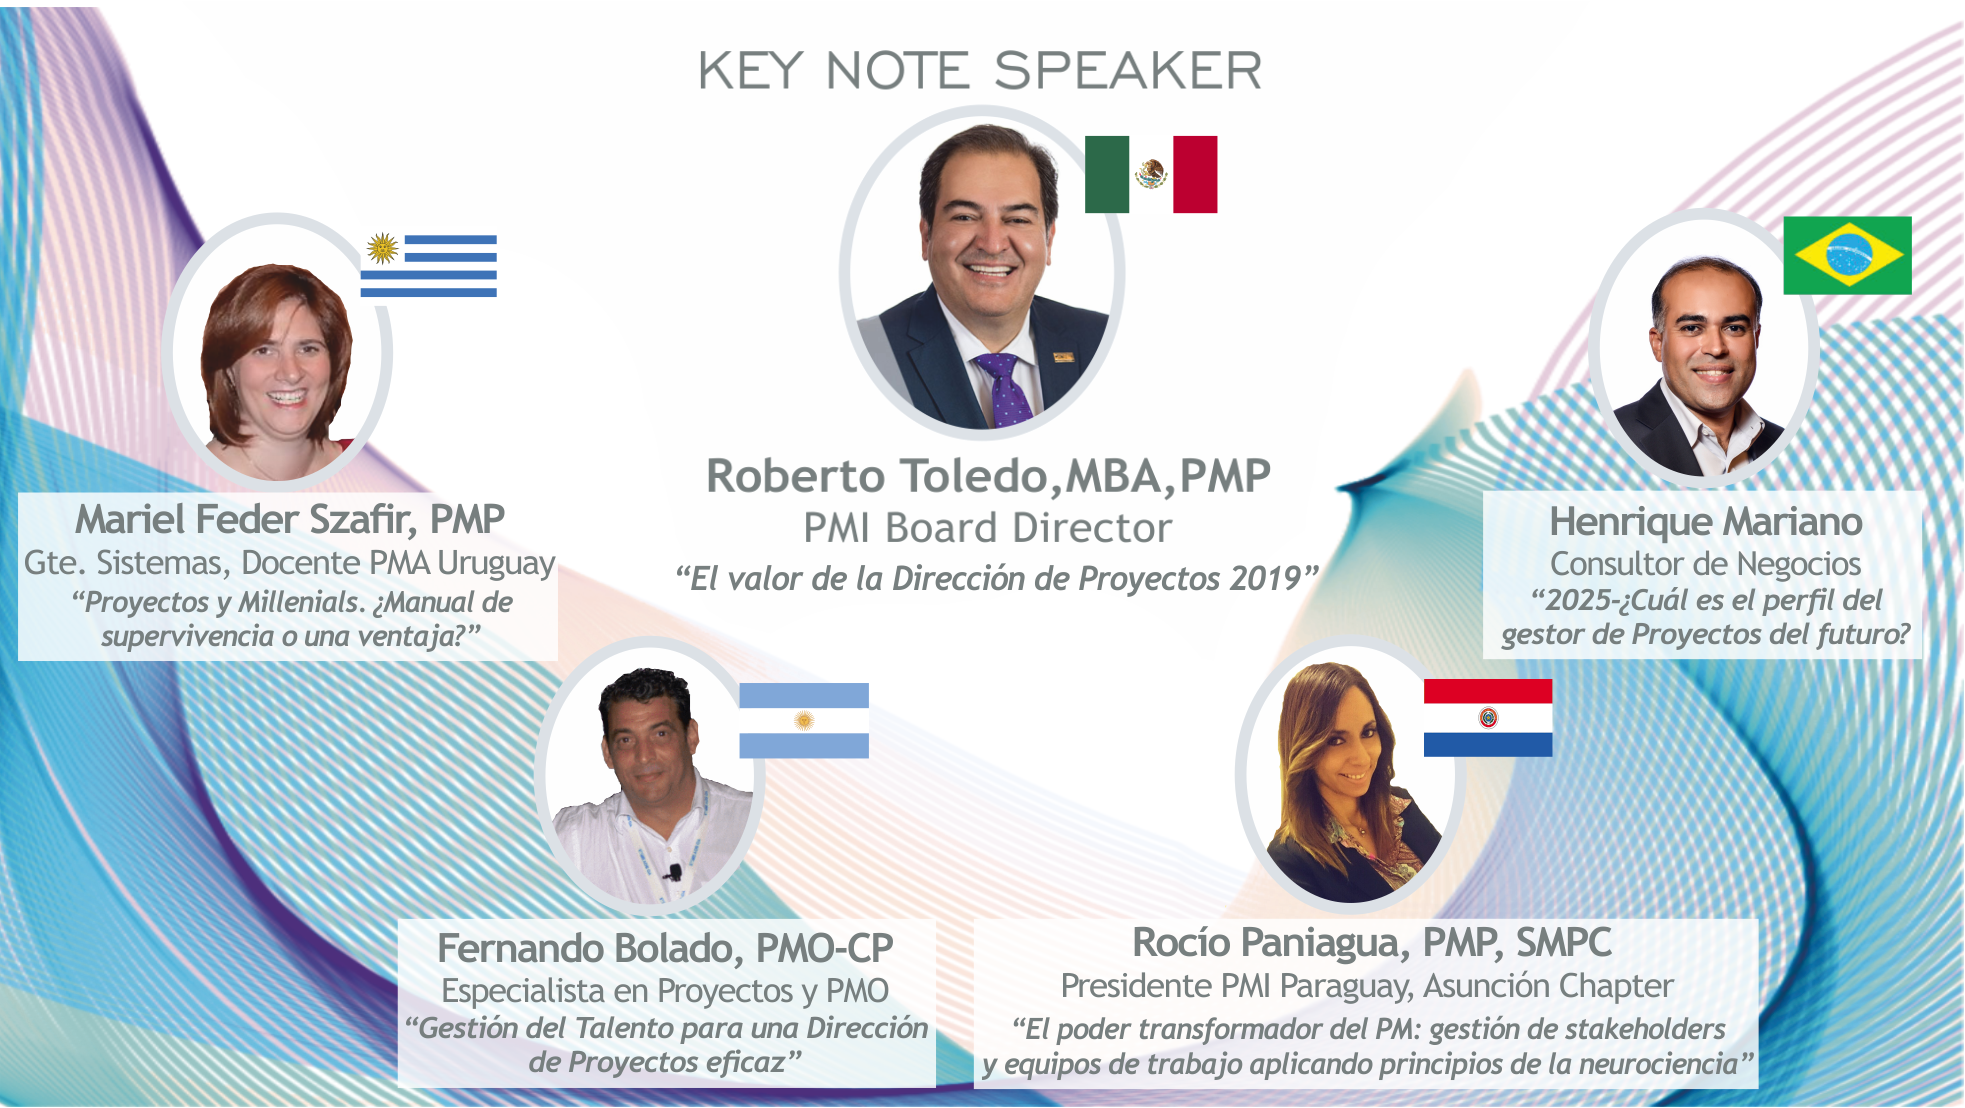 KEY NOTE SPEAKER
Roberto Toledo,MBA,PMP
PMI Board Director
“El valor de la Dirección de Proyectos 2019”
Mariel Feder Szafir, PMP
Gte. Sistemas, Docente PMA Uruguay
“Proyectos y Millenials. ¿Manual de
supervivencia o una ventaja?”
Henrique Mariano
Consultor de Negocios
“2025-¿Cuál es el perfil del
gestor de Proyectos del futuro?
Fernando Bolado, PMO-CP
Especialista en Proyectos y PMO
“Gestión del Talento para una Dirección
de Proyectos eficaz”
Rocío Paniagua, PMP, SMPC
Presidente PMI Paraguay, Asunción Chapter
“El poder transformador del PM: gestión de stakeholders
y equipos de trabajo aplicando principios de la neurociencia”